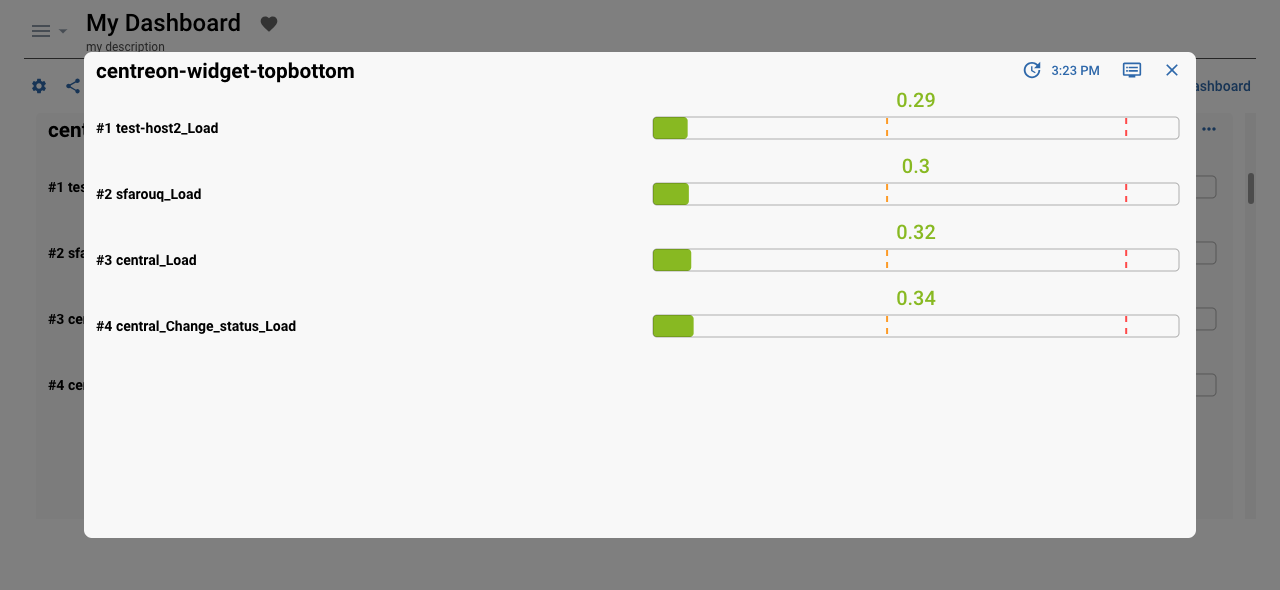 My Dashboard
my description
centreon-widget-topbottom
3:23 PM
ashboard
cent
0.29
#1 test-host2_Load
#1 tes
0.3
#2 sfarouq_Load
#2 sfa
0.32
#3 central_Load
#3 ce
0.34
#4 central_Change_status_Load
#4 ce